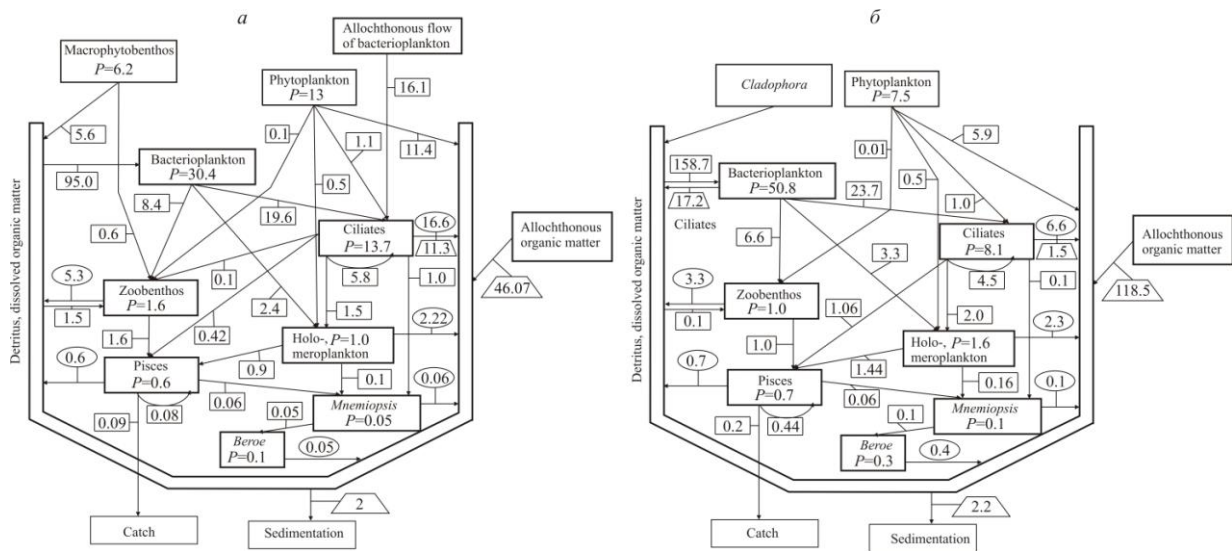 а
Allochthonous flow
of bacterioplankton
Macrophytobenthos
P=6.2
Phytoplankton
P=13
16.1
5.6
0.1
1.1
11.4
Bacterioplankton
P=30.4
95.0
0.5
8.4
19.6
Ciliates
P=13.7
16.6
11.3
Allochthonous
organic matter
0.6
0.1
5.8
1.0
46.07
5.3
Zoobenthos
P=1.6
1.5
2.4
1.5
2.22
1.6
0.42
Holo-, P=1.0
meroplankton
0.6
Pisces
P=0.6
0.9
0.1
0.06
0.08
0.06
0.09
0.05
Mnemiopsis
P=0.05
Beroe
P=0.1
0.05
2
Catch
Sedimentation
Detritus, dissolved organic matter
б
Cladophora
Phytoplankton
P=7.5
5.9
0.01
158.7
Bacterioplankton
P=50.8
17.2
23.7
0.5
1.0
Ciliates
Ciliates
P=8.1
6.6
1.5
Allochthonous
organic matter
6.6
3.3
4.5
0.1
118.5
3.3
Zoobenthos
P=1.0
0.1
1.06
2.0
2.3
1.0
Holo-, P=1.6
meroplankton
0.7
Pisces
P=0.7
1.44
0.16
0.06
0.1
0.2
0.44
0.1
Mnemiopsis
P=0.1
Beroe
P=0.3
0.4
2.2
Catch
Sedimentation
Detritus, dissolved organic matter